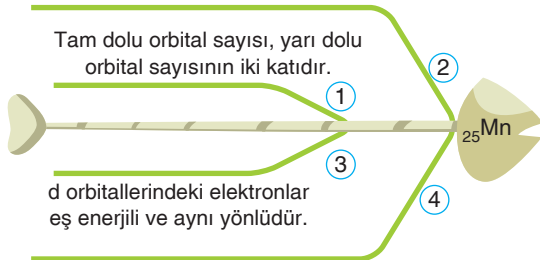 Tam dolu orbital sayısı, yarı dolu
orbital sayısının iki katıdır.
2
1
25Mn
3
d orbitallerindeki elektronlar
eş enerjili ve aynı yönlüdür.
4